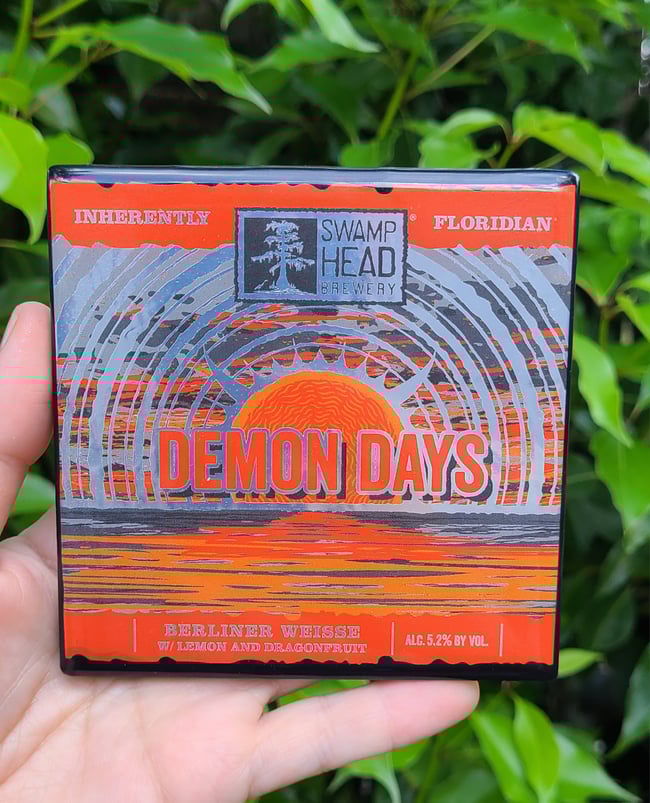 INHERENTLY
SWAMP
HEAD
BREWERY
®
FLORIDIAN
DEMON DAYS
BERLINER WEISSE
W/ LEMON AND DRAGONFRUIT
ALC. 5.2% BY VOL.